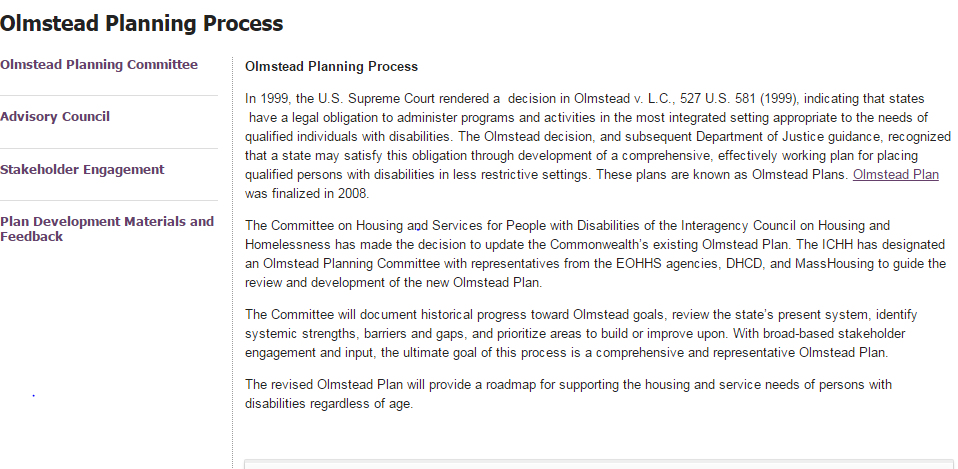 Olmstead Planning Process
Olmstead Planning Committee
Advisory Council
Stakeholder Engagement
Plan Development Materials and
Feedback
Olmstead Planning Process
In 1999, the U.S. Supreme Court rendered a decision in Olmstead v. L.C., 527 U.S. 581 (1999), indicating that states
have a legal obligation to administer programs and activities in the most integrated setting appropriate to the needs of
qualified individuals with disabilities. The Olmstead decision, and subsequent Department of Justice guidance, recognized
that a state may satisfy this obligation through development of a comprehensive, effectively working plan for placing
qualified persons with disabilities in less restrictive settings. These plans are known as Olmstead Plans. Olmstead Plan
was finalized in 2008.
The Committee on Housing and Services for People with Disabilities of the Interagency Council on Housing and
Homelessness has made the decision to update the Commonwealth's existing Olmstead Plan. The ICHH has designated
an Olmstead Planning Committee with representatives from the EOHHS agencies, DHCD, and MassHousing to guide the
review and development of the new Olmstead Plan.
The Committee will document historical progress toward Olmstead goals, review the state's present system, identify
systemic strengths, barriers and gaps, and prioritize areas to build or improve upon. With broad-based stakeholder
engagement and input, the ultimate goal of this process is a comprehensive and representative Olmstead Plan.
The revised Olmstead Plan will provide a roadmap for supporting the housing and service needs of persons with
disabilities regardless of age.